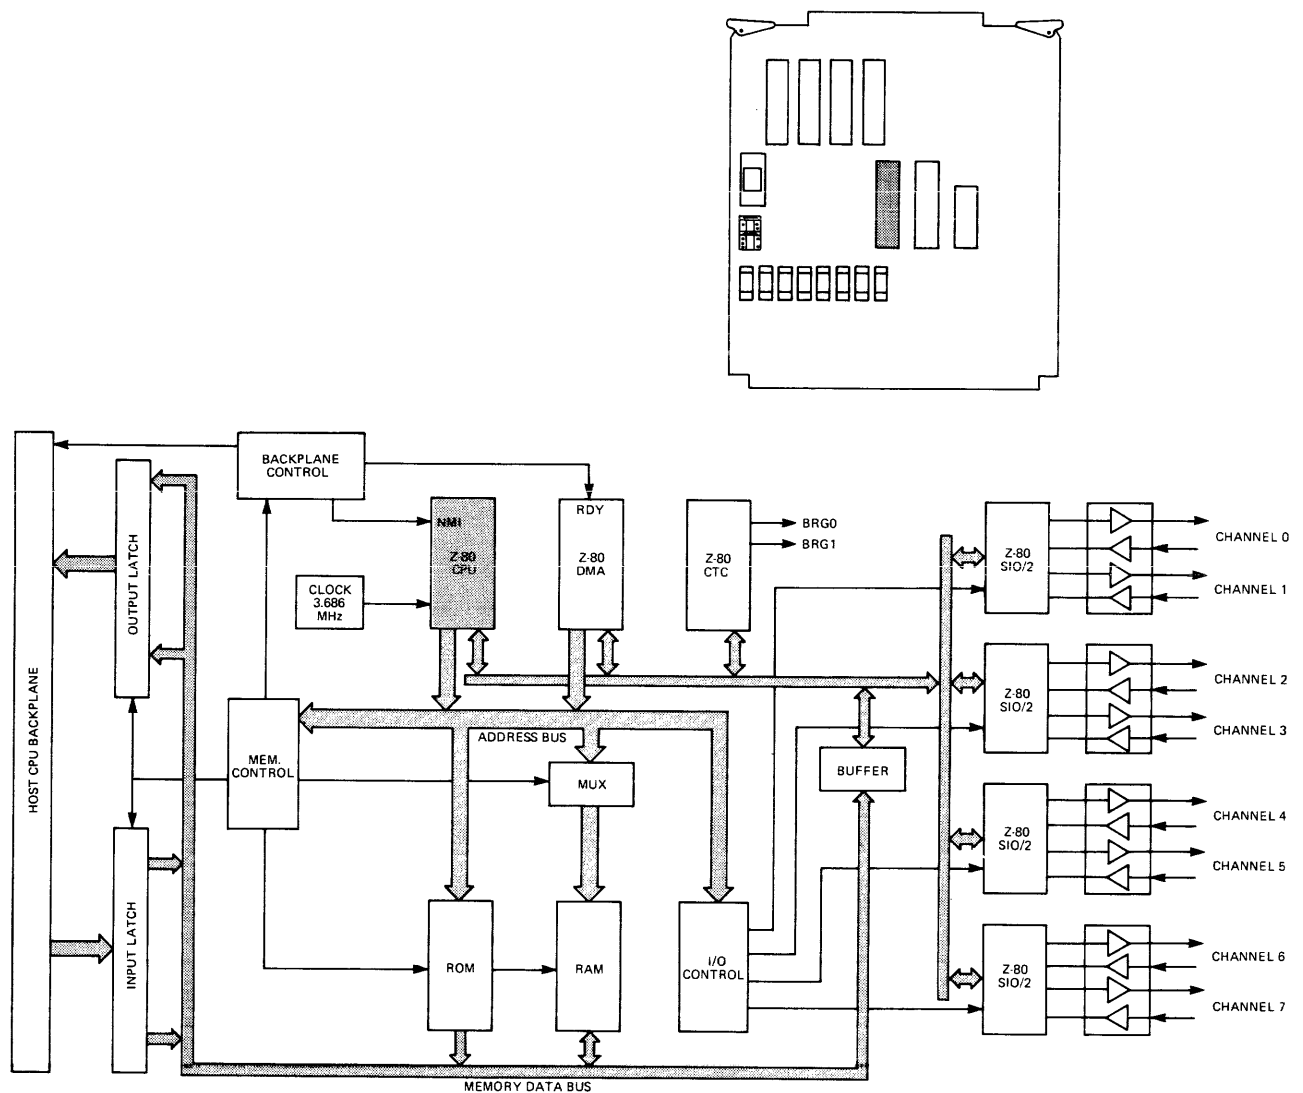 BACKPLANE
CONTROL
HOST CPU BACKPLANE
OUTPUT LATCH
INPUT LATCH
NMI
Z-80
CPU
RDY
Z-80
DMA
Z-80
CTC
BRG0
BRG1
CLOCK
3.686
MHz
Z-80
SIO/2
CHANNEL 0
CHANNEL 1
Z-80
SIO/2
CHANNEL 2
CHANNEL 3
ADDRESS BUS
MEM.
CONTROL
MUX
BUFFER
Z-80
SIO/2
CHANNEL 4
CHANNEL 5
ROM
RAM
I/O
CONTROL
Z-80
SIO/2
CHANNEL 6
CHANNEL 7
MEMORY DATA BUS